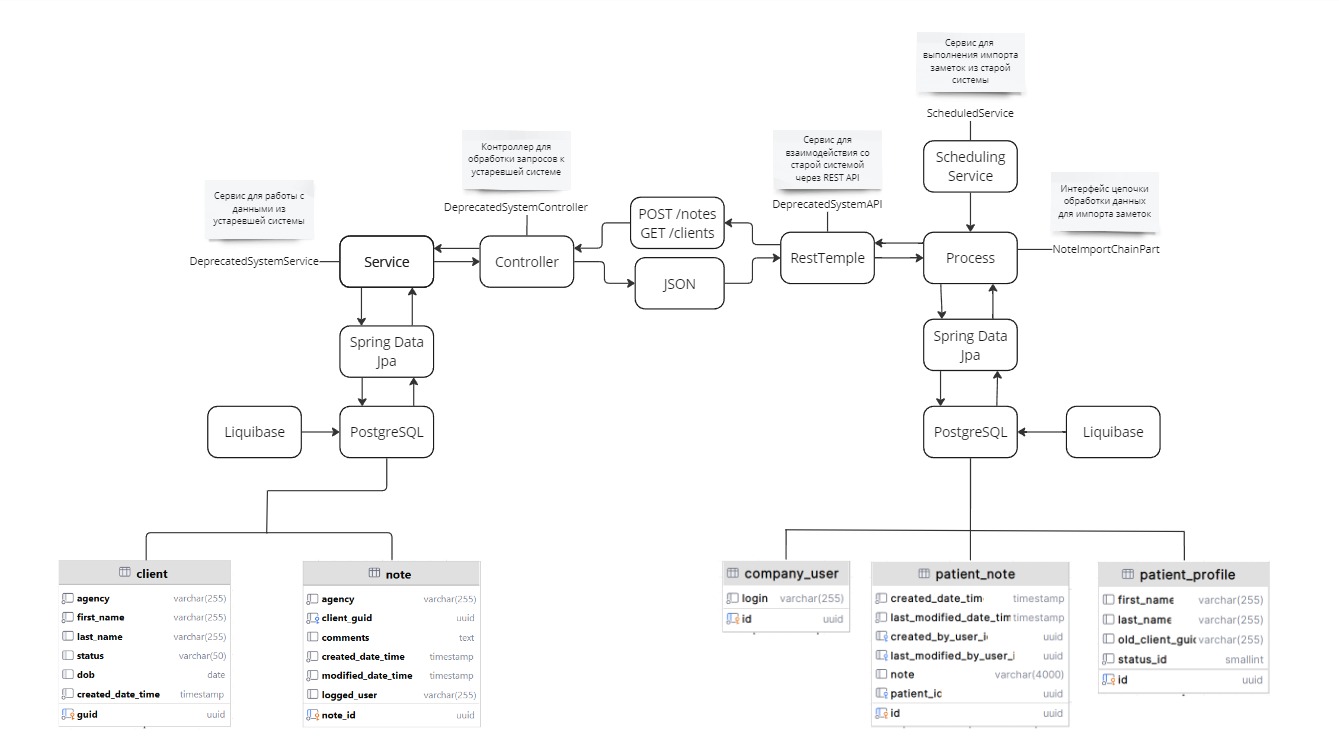 Сервис для
выполнения импорта
заметок из старой
системы
ScheduledService
Scheduling
Service
Контроллер для
обработки запросов к
устаревшей системе
DeprecatedSystemController
Сервис для
взаимодействия со
старой системой
через REST API
DeprecatedSystemAPI
Сервис для работы с
данными из
устаревшей системы
DeprecatedSystemService
Интерфейс цепочки
обработки данных
для импорта заметок
NoteImportChainPart
Service
Controller
POST /notes
GET /clients
JSON
RestTemple
Process
Spring Data
Jpa
Spring Data
Jpa
Liquibase
PostgreSQL
PostgreSQL
Liquibase
client
agency varchar(255)
first_name varchar(255)
last_name varchar(255)
status varchar(50)
dob date
created_date_time timestamp
guid uuid
note
agency varchar(255)
client_guid uuid
comments text
created_date_time timestamp
modified_date_time timestamp
logged_user varchar(255)
note_id uuid
company_user
login varchar(255)
id uuid
patient_note
created_date_tim timestamp
last_modified_date_tim timestamp
created_by_user_i uuid
last_modified_by_user_i uuid
note varchar(4000)
patient_ic uuid
id uuid
patient_profile
first_name varchar(255)
last_name varchar(255)
old_client_guic varchar(255)
status_id smallint
id uuid